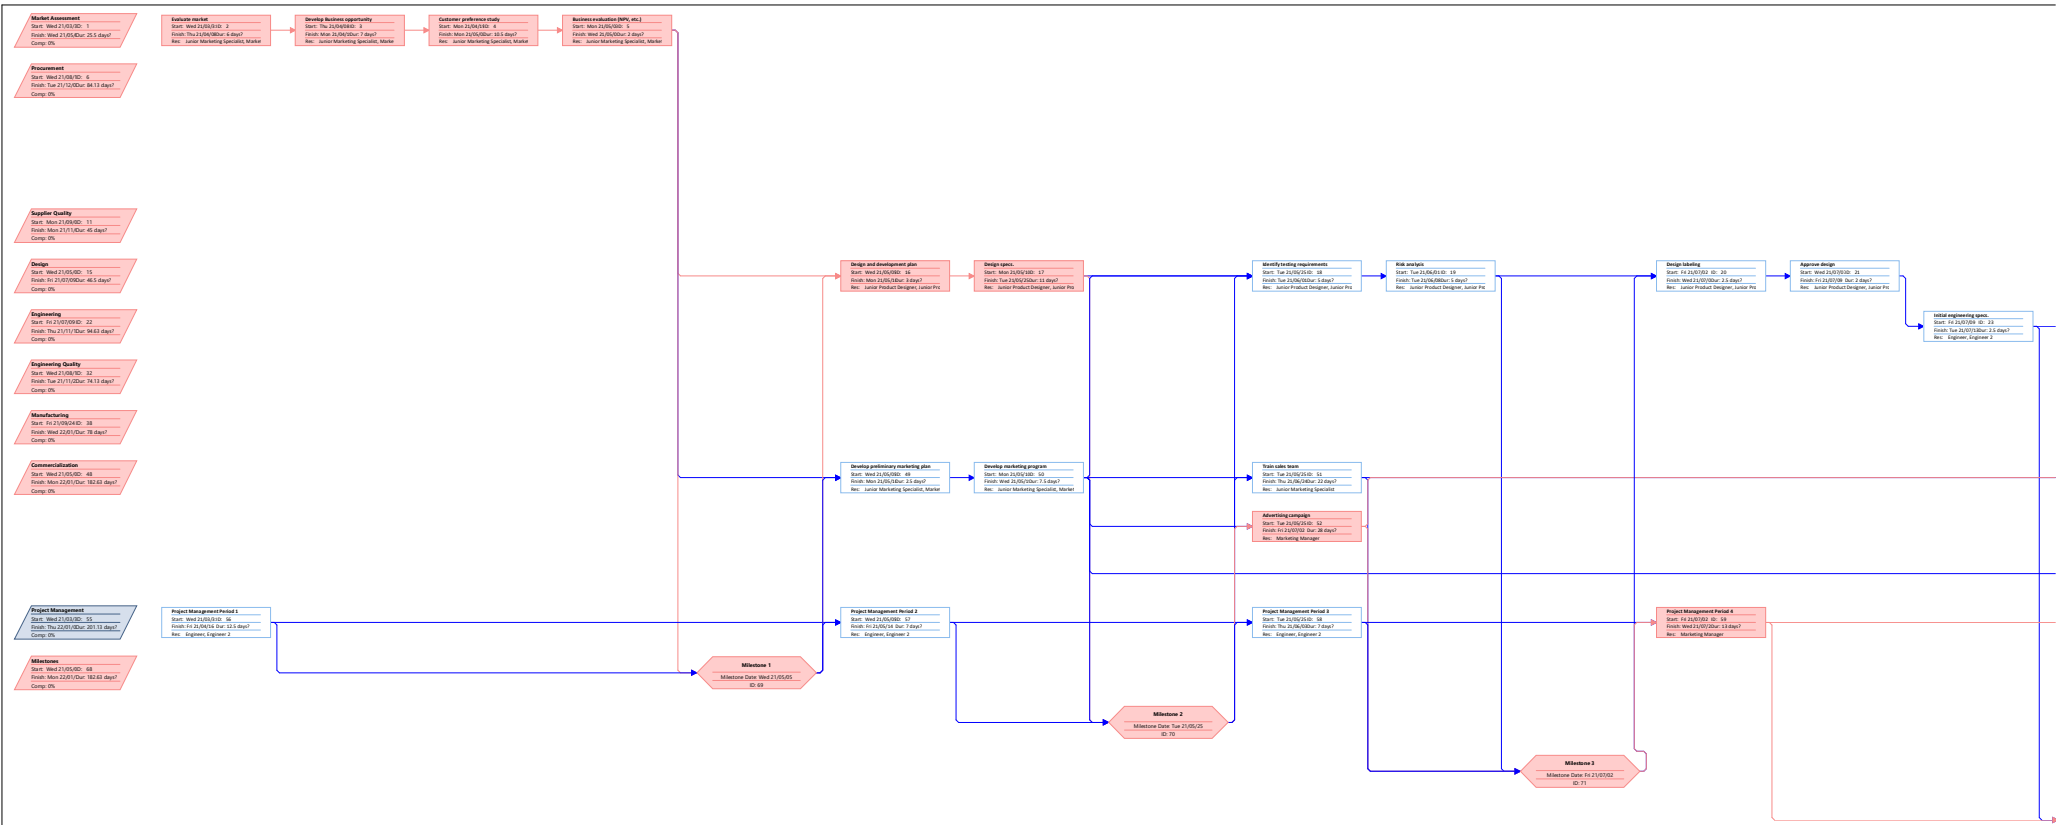 Market Assessment
Start: Wed 21/03/3 ID: 1
Finish: Wed 21/05/0 Dur: 25.5 days?
Comp: 0%
Evaluate market
Start: Wed 21/03/3 ID: 2
Finish: Thu 21/04/08 Dur: 6 days?
Res: Junior Marketing Specialist, Market
Develop Business opportunity
Start: Thu 21/04/08 ID: 3
Finish: Mon 21/04/1 Dur: 7 days?
Res: Junior Marketing Specialist, Marke
Customer preference study
Start: Mon 21/04/1 ID: 4
Finish: Mon 21/05/0 Dur: 10.5 days?
Res: Junior Marketing Specialist, Marke
Business evaluation (NPV, etc.)
Start: Mon 21/05/0 ID: 5
Finish: Wed 21/05/0 Dur: 2 days?
Res: Junior Marketing Specialist, Market
Procurement
Start: Wed 21/08/1 ID: 6
Finish: Tue 21/12/0 Dur: 84.13 days?
Comp: 0%
Supplier Quality
Start: Mon 21/09/0 ID: 11
Finish: Mon 21/11/ Dur: 45 days?
Comp: 0%
Design
Start: Wed 21/05/0 ID: 15
Finish: Fri 21/07/09 Dur: 46.5 days?
Comp: 0%
Design and development plan
Start: Wed 21/05/0 ID: 16
Finish: Mon 21/05/1 Dur: 3 days?
Res: Junior Product Designer, Junior Pro
Design specs.
Start: Mon 21/05/1 ID: 17
Finish: Tue 21/05/25 Dur: 11 days?
Res: Junior Product Designer, Junior Pro
Identify testing requirements
Start: Tue 21/05/25 ID: 18
Finish: Tue 21/06/01 Dur: 5 days?
Res: Junior Product Designer, Junior Pro
Risk analysis
Start: Tue 21/06/01 ID: 19
Finish: Tue 21/06/08 Dur: 5 days?
Res: Junior Product Designer, Junior Pro
Design labeling
Start: Fri 21/07/02 ID: 20
Finish: Wed 21/07/0 Dur: 2.5 days?
Res: Junior Product Designer, Junior Pro
Approve design
Start: Wed 21/07/0 ID: 21
Finish: Fri 21/07/09 Dur: 2 days?
Res: Junior Product Designer, Junior Pr
Engineering
Start: Fri 21/07/09 ID: 22
Finish: Thu 21/11/1 Dur: 94.63 days?
Comp: 0%
Initial engineering specs.
Start: Fri 21/07/09 ID: 23
Finish: Tue 21/07/13 Dur: 2.5 days?
Res: Engineer, Engineer 2
Engineering Quality
Start: Wed 21/08/1 ID: 32
Finish: Tue 21/11/2 Dur: 74.13 days?
Comp: 0%
Manufacturing
Start: Fri 21/09/24 ID: 38
Finish: Wed 22/01/ Dur: 78 days?
Comp: 0%
Commercialization
Start: Wed 21/05/0 ID: 48
Finish: Mon 22/01/ Dur: 182.63 days?
Comp: 0%
Develop preliminary marketing plan
Start: Wed 21/05/0 ID: 49
Finish: Mon 21/05/1 Dur: 2.5 days?
Res: Junior Marketing Specialist, Market
Develop marketing program
Start: Mon 21/05/1 ID: 50
Finish: Wed 21/05/1 Dur: 7.5 days?
Res: Junior Marketing Specialist, Market
Train sales team
Start: Tue 21/05/25 ID: 51
Finish: Thu 21/06/24 Dur: 22 days?
Res: Junior Marketing Specialist
Advertising campaign
Start: Tue 21/05/25 ID: 52
Finish: Fri 21/07/02 Dur: 28 days?
Res: Marketing Manager
Project Management
Start: Wed 21/03/3 ID: 55
Finish: Thu 22/01/0 Dur: 201.13 days?
Comp: 0%
Project Management Period 1
Start: Wed 21/03/3 ID: 56
Finish: Fri 21/04/16 Dur: 12.5 days?
Res: Engineer, Engineer 2
Project Management Period 2
Start: Wed 21/05/0 ID: 57
Finish: Fri 21/05/14 Dur: 7 days?
Res: Engineer, Engineer 2
Project Management Period 3
Start: Tue 21/05/25 ID: 58
Finish: Thu 21/06/03 Dur: 7 days?
Res: Engineer, Engineer 2
Project Management Period 4
Start: Fri 21/07/02 ID: 59
Finish: Wed 21/07/2 Dur: 13 days?
Res: Marketing Manager
Milestones
Start: Wed 21/05/0 ID: 68
Finish: Mon 22/01/ Dur: 182.63 days?
Comp: 0%
Milestone 1
Milestone Date: Wed 21/05/05
ID: 69
Milestone 2
Milestone Date: Tue 21/05/25
ID: 70
Milestone 3
Milestone Date: Fri 21/07/02
ID: 71